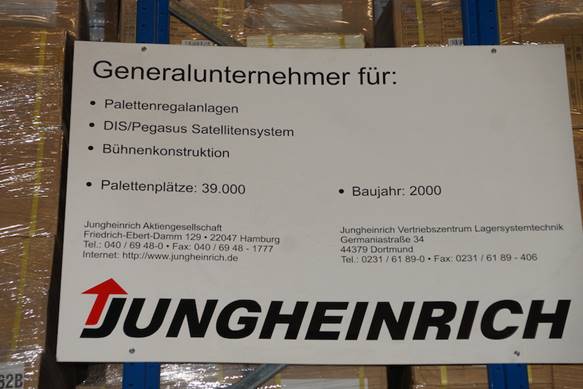 Generalunternehmer für:
• Palettenregalanlagen
• DIS/Pegasus Satellitensystem
• Bühnenkonstruktion
• Palettenplätze: 39.000
• Baujahr: 2000
Jungheinrich Aktiengesellschaft
Friedrich-Ebert-Damm 129 • 22047 Hamburg
Tel.: 040 / 69 48-0 • Fax: 040 / 69 48 - 1777
Internet: http://www.jungheinrich.de
Jungheinrich Vertriebszentrum Lagersystemtechnik
Germaniastraße 34
44379 Dortmund
Tel.: 0231 / 61 89-0 • Fax: 0231 / 61 89 - 406
JUNGHEINRICH
62B